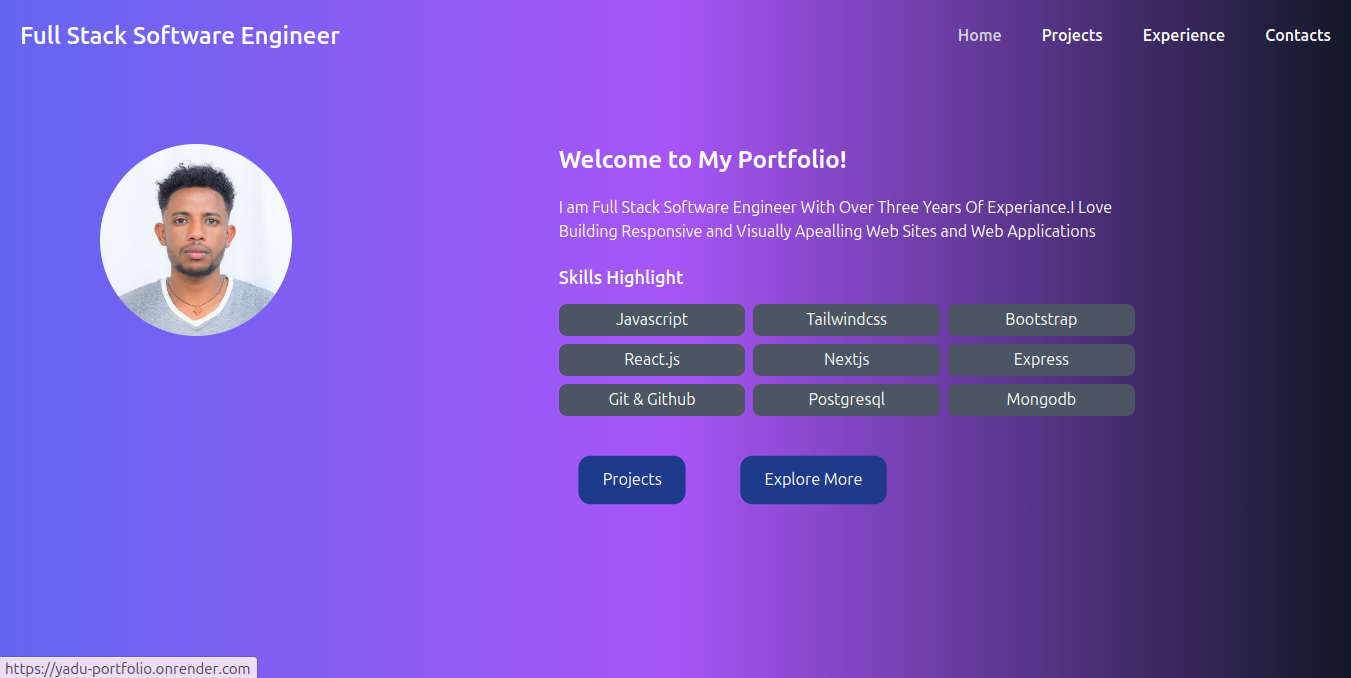 Full Stack Software Engineer
Home Projects Experience Contacts
Welcome to My Portfolio!
I am Full Stack Software Engineer With Over Three Years Of Experiance.I Love
Building Responsive and Visually Apealling Web Sites and Web Applications
Skills Highlight
Javascript Tailwindcss Bootstrap
React.js Nextjs Express
Git & Github Postgresql Mongodb
Projects Explore More
https://yadu-portfolio.onrender.com